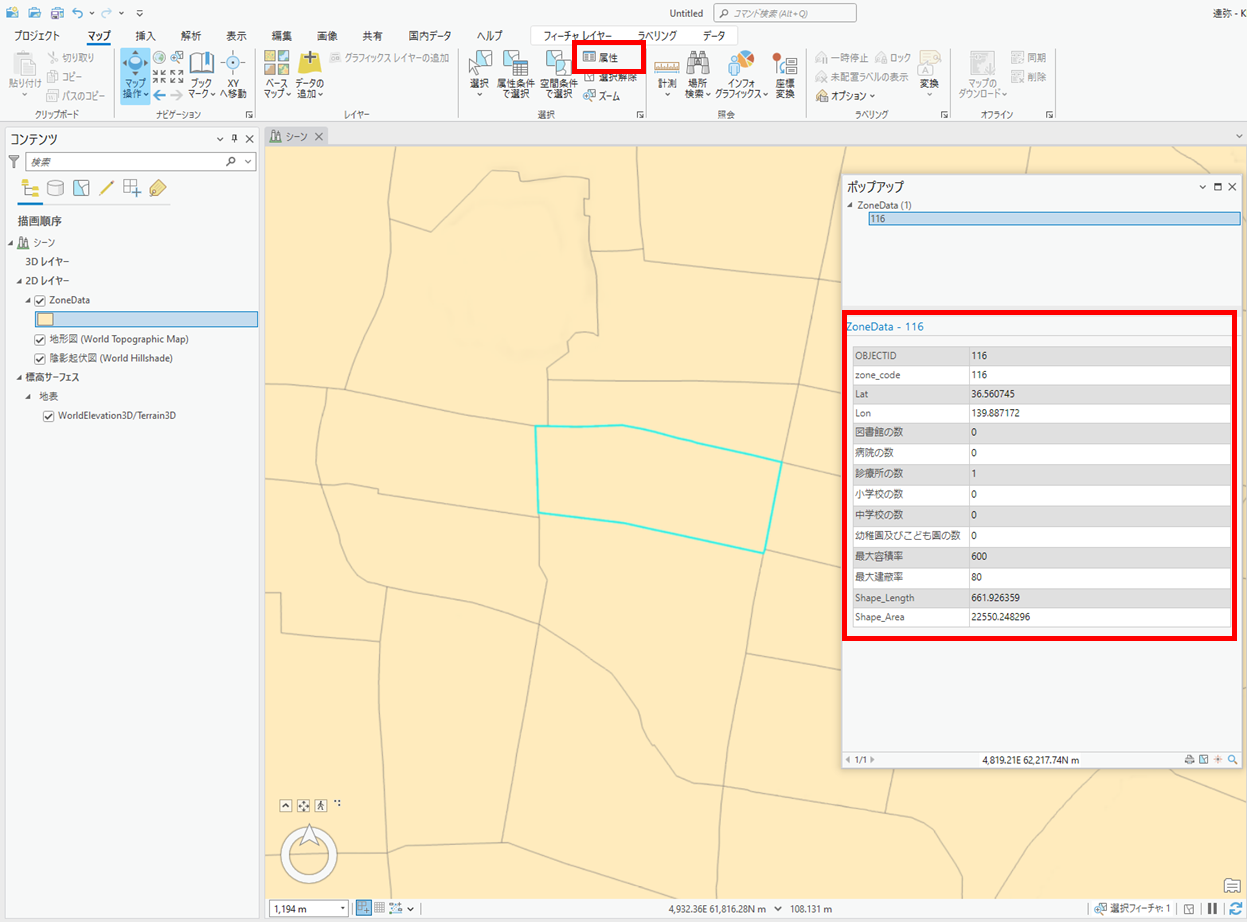 Untitled
コマンド検索 (Alt+Q)
達弥 - K
プロジェクト マップ 挿入 解析 表示 編集 画像 共有 国内データ ヘルプ フィーチャ レイヤー ラベリング データ
貼り付け
切り取り
コピー
パスのコピー
クリップボード
マップ操作
ブックマーク
XY へ移動
ナビゲーション
ベースマップ
データの追加
グラフィックス レイヤーの追加
レイヤー
選択
属性条件で選択
空間条件で選択
属性
選択解除
ズーム
選択
計測
場所検索
インフォグラフィックス
座標変換
照会
一時停止
ロック
未配置ラベルの表示
オプション
変換
ラベリング
マップのダウンロード
同期
削除
オフライン
コンテンツ
検索
描画順序
シーン
3D レイヤー
2D レイヤー
ZoneData
地形図 (World Topographic Map)
陰影起伏図 (World Hillshade)
標高サーフェス
地表
WorldElevation3D/Terrain3D
シーン
ポップアップ
ZoneData (1)
116
ZoneData - 116
OBJECTID 116
zone_code 116
Lat 36.560745
Lon 139.887172
図書館の数 0
病院の数 0
診療所の数 1
小学校の数 0
中学校の数 0
幼稚園及びこども園の数 0
最大容積率 600
最大建蔽率 80
Shape_Length 661.926359
Shape_Area 22550.248296
1/1
4,819.21E 62,217.74N m
1,194 m
4,932.36E 61,816.28N m
108.131 m
選択フィーチャ: 1